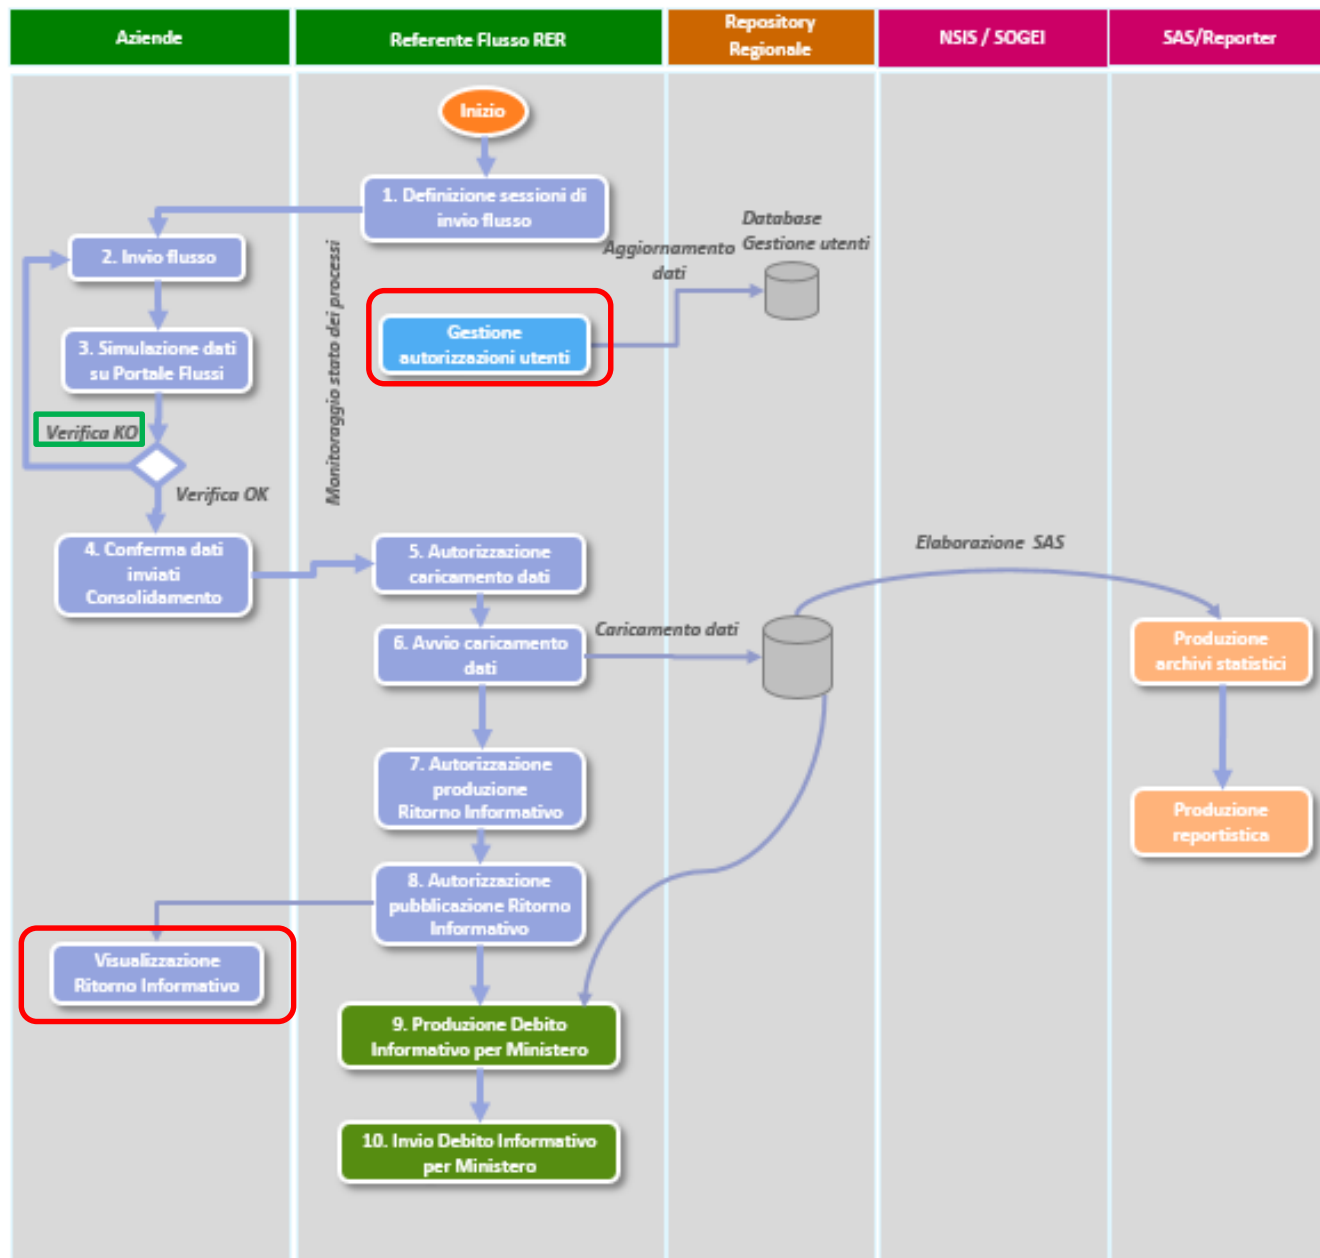 Aziende
Referente Flusso RER
Repository
Regionale
NSIS / SOGEI
SAS/Reporter
Inizio
1. Definizione sessioni di
invio flusso
2. Invio flusso
3. Simulazione dati
su Portale Flussi
Verifica KO
Verifica OK
4. Conferma dati
inviati
Consolidamento
Monitoraggio stato dei processi
Gestione
autorizzazioni utenti
Aggiornamento
dati
Database
Gestione utenti
5. Autorizzazione
caricamento dati
6. Avvio caricamento
dati
Caricamento dati
Elaborazione SAS
Produzione
archivi statistici
Produzione
reportistica
7. Autorizzazione
produzione
Ritorno Informativo
8. Autorizzazione
pubblicazione Ritorno
Informativo
Visualizzazione
Ritorno Informativo
9. Produzione Debito
Informativo per Ministero
10. Invio Debito Informativo
per Ministero